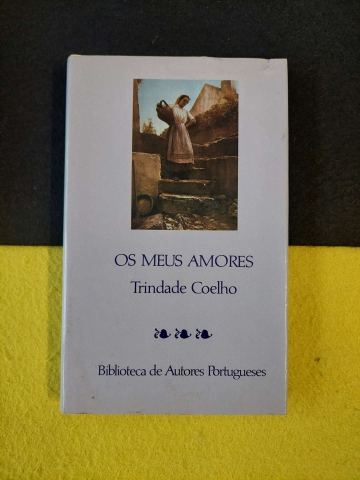 OS MEUS AMORES
Trindade Coelho
Biblioteca de Autores Portugueses